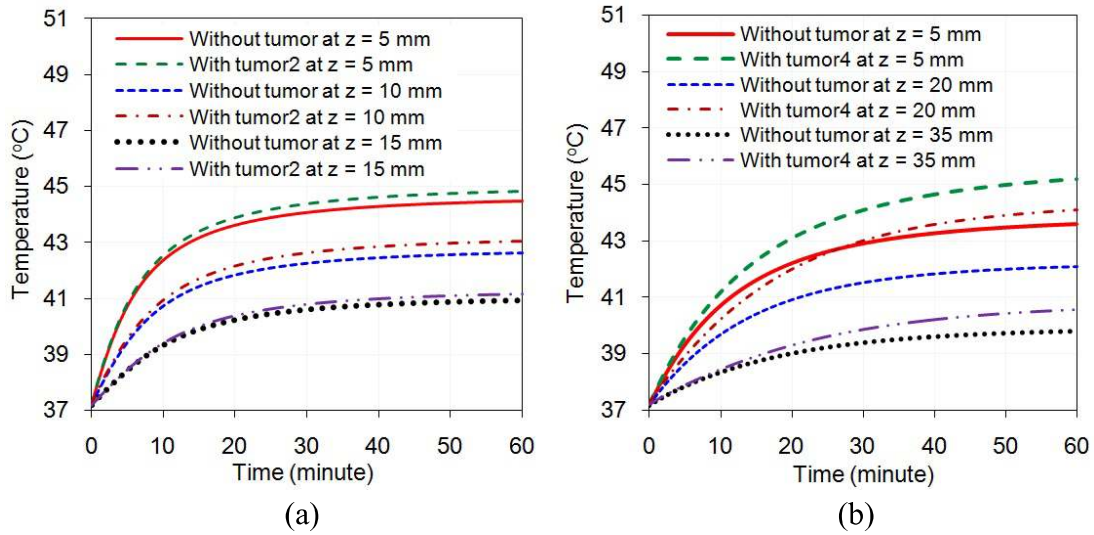 51
49
47
45
43
41
39
37
Temperature (°C)
Without tumor at z = 5 mm
With tumor2 at z = 5 mm
Without tumor at z = 10 mm
With tumor2 at z = 10 mm
Without tumor at z = 15 mm
With tumor2 at z = 15 mm
0 10 20 30 40 50 60
Time (minute)
(a)
51
49
47
45
43
41
39
37
Temperature (°C)
Without tumor at z = 5 mm
With tumor4 at z = 5 mm
Without tumor at z = 20 mm
With tumor4 at z = 20 mm
Without tumor at z = 35 mm
With tumor4 at z = 35 mm
0 10 20 30 40 50 60
Time (minute)
(b)